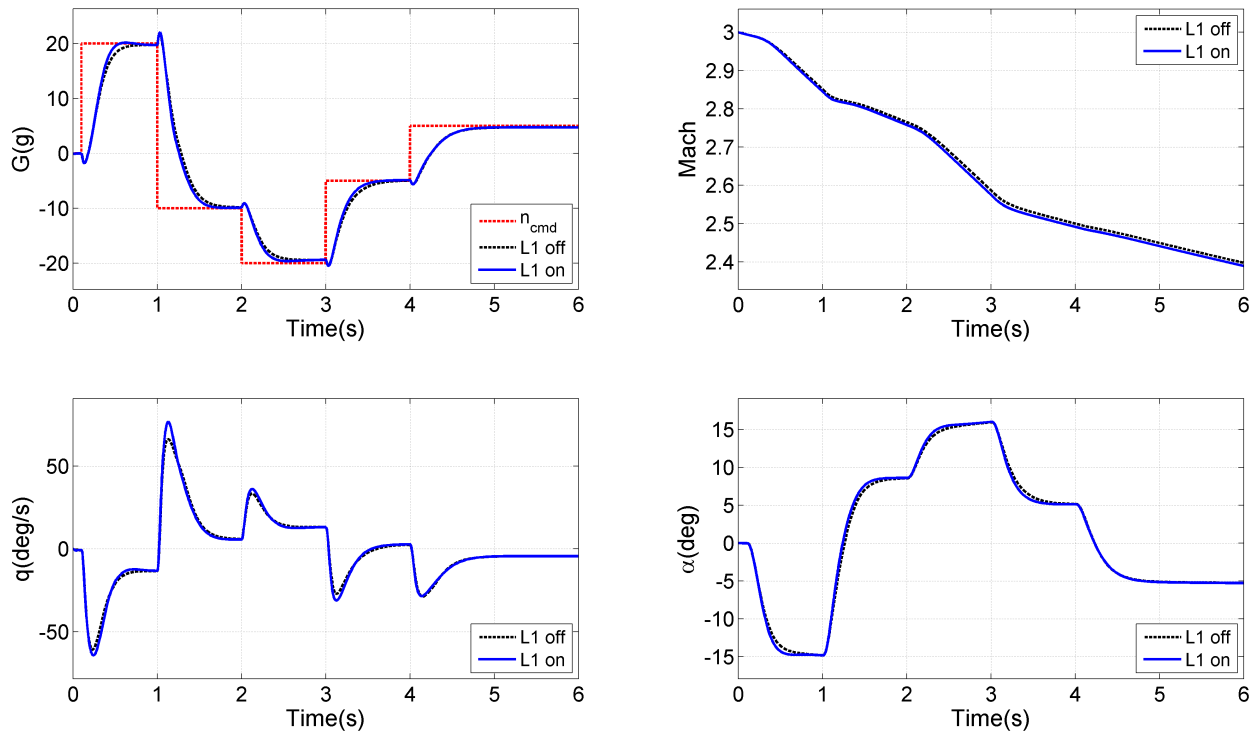 G(g)
20
10
0
-10
-20
n_cmd
L1 off
L1 on
0 1 2 3 4 5 6
Time(s)
Mach
3
2.9
2.8
2.7
2.6
2.5
2.4
L1 off
L1 on
0 1 2 3 4 5 6
Time(s)
q(deg/s)
50
0
-50
L1 off
L1 on
0 1 2 3 4 5 6
Time(s)
α(deg)
15
10
5
0
-5
-10
-15
L1 off
L1 on
0 1 2 3 4 5 6
Time(s)